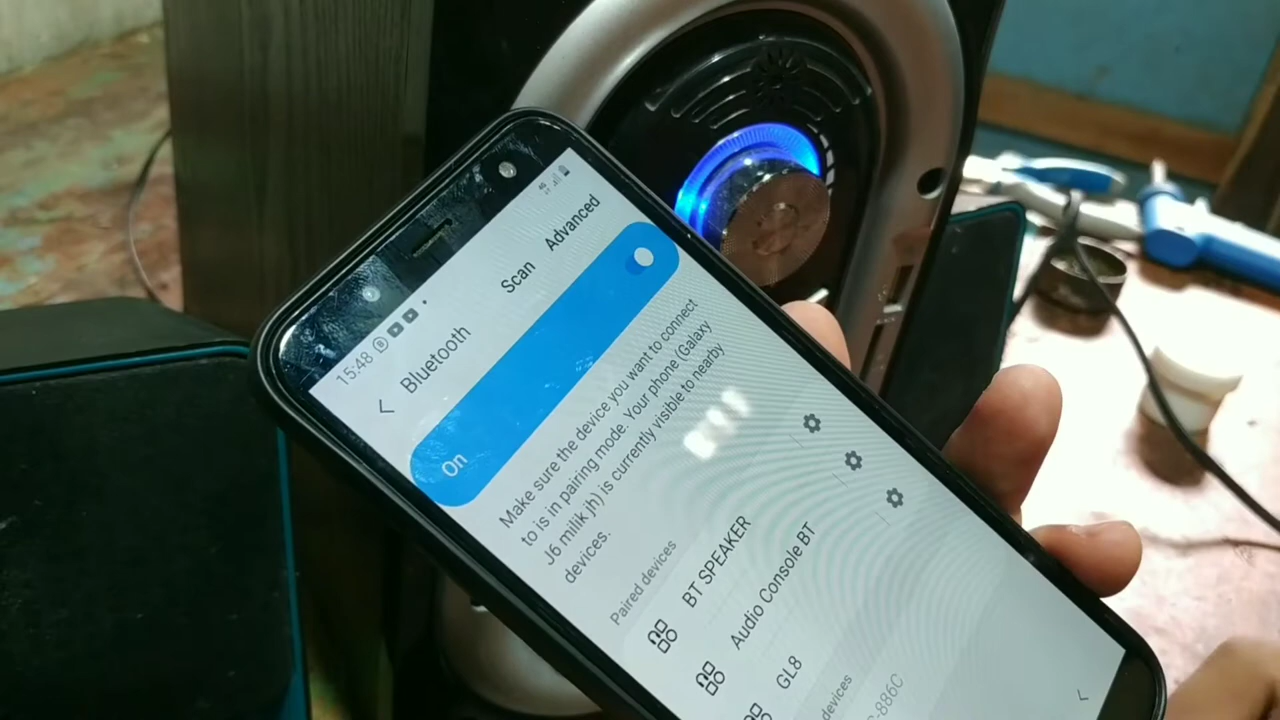 15:48
Bluetooth
Scan
Advanced
On
Make sure the device you want to connect
to is in pairing mode. Your phone (Galaxy
J6 milik jh) is currently visible to nearby
devices.
Paired devices
BT SPEAKER
Audio Console BT
GL8
devices
-886C